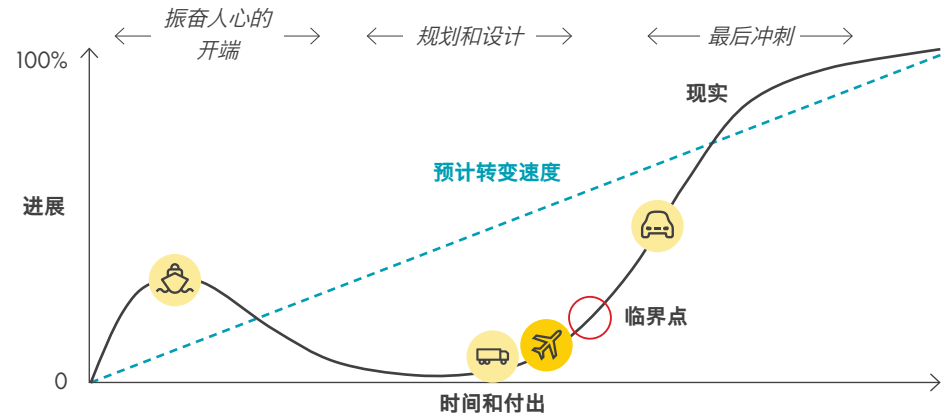 振奋人心的
开端
规划和设计
最后冲刺
100%
现实
预计转变速度
进展
临界点
0
时间和付出